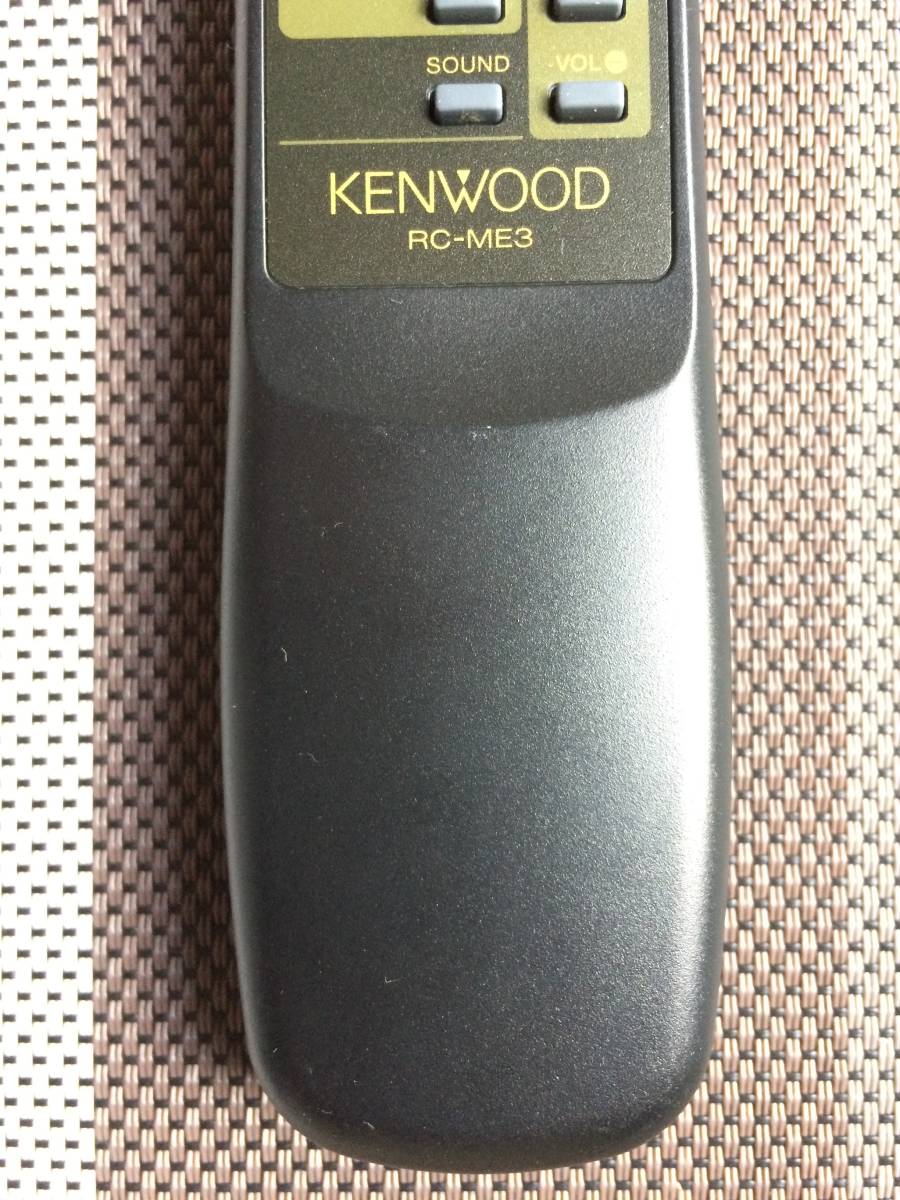 SOUND
VOL −
KENWOOD
RC-ME3